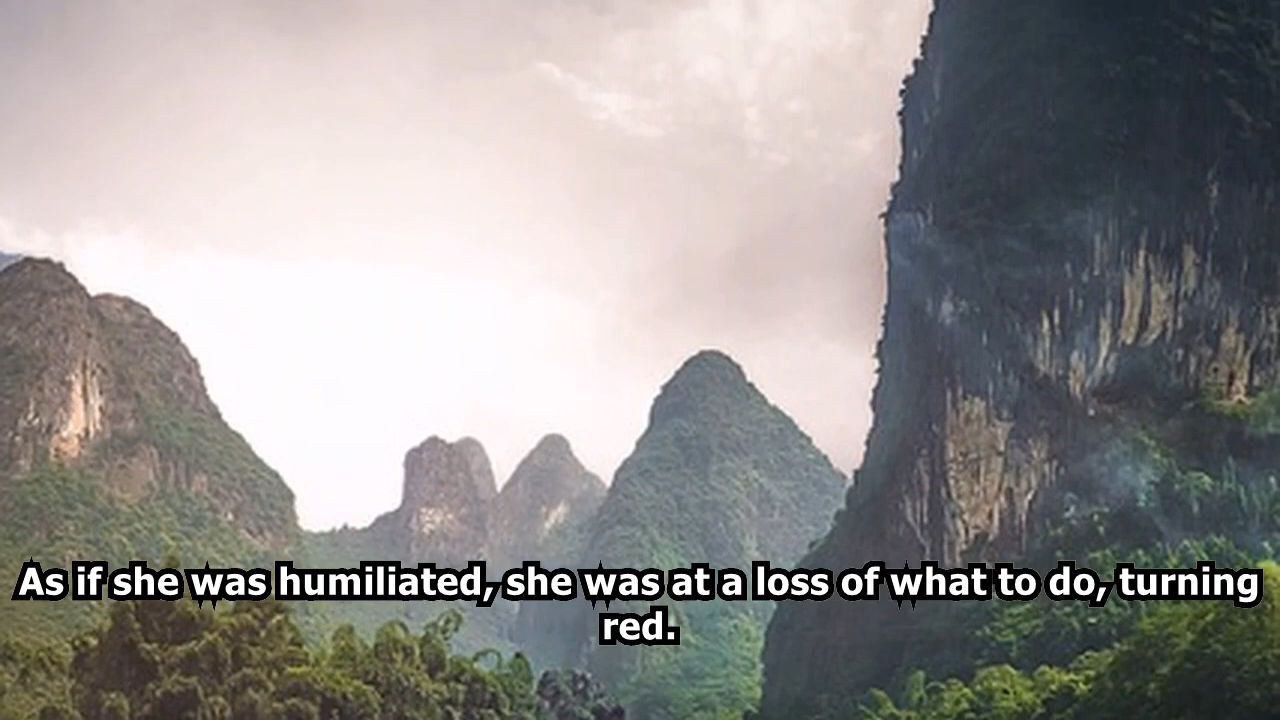 As if she was humiliated, she was at a loss of what to do, turning
red.